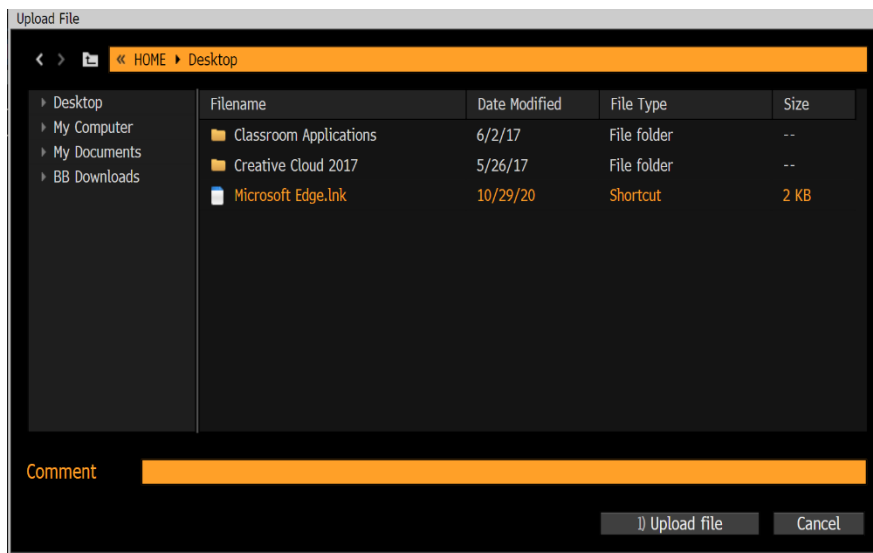 Upload File
« HOME Desktop
Desktop
My Computer
My Documents
BB Downloads
Filename Date Modified File Type Size
Classroom Applications 6/2/17 File folder --
Creative Cloud 2017 5/26/17 File folder --
Microsoft Edge.lnk 10/29/20 Shortcut 2 KB
Comment
1) Upload file Cancel